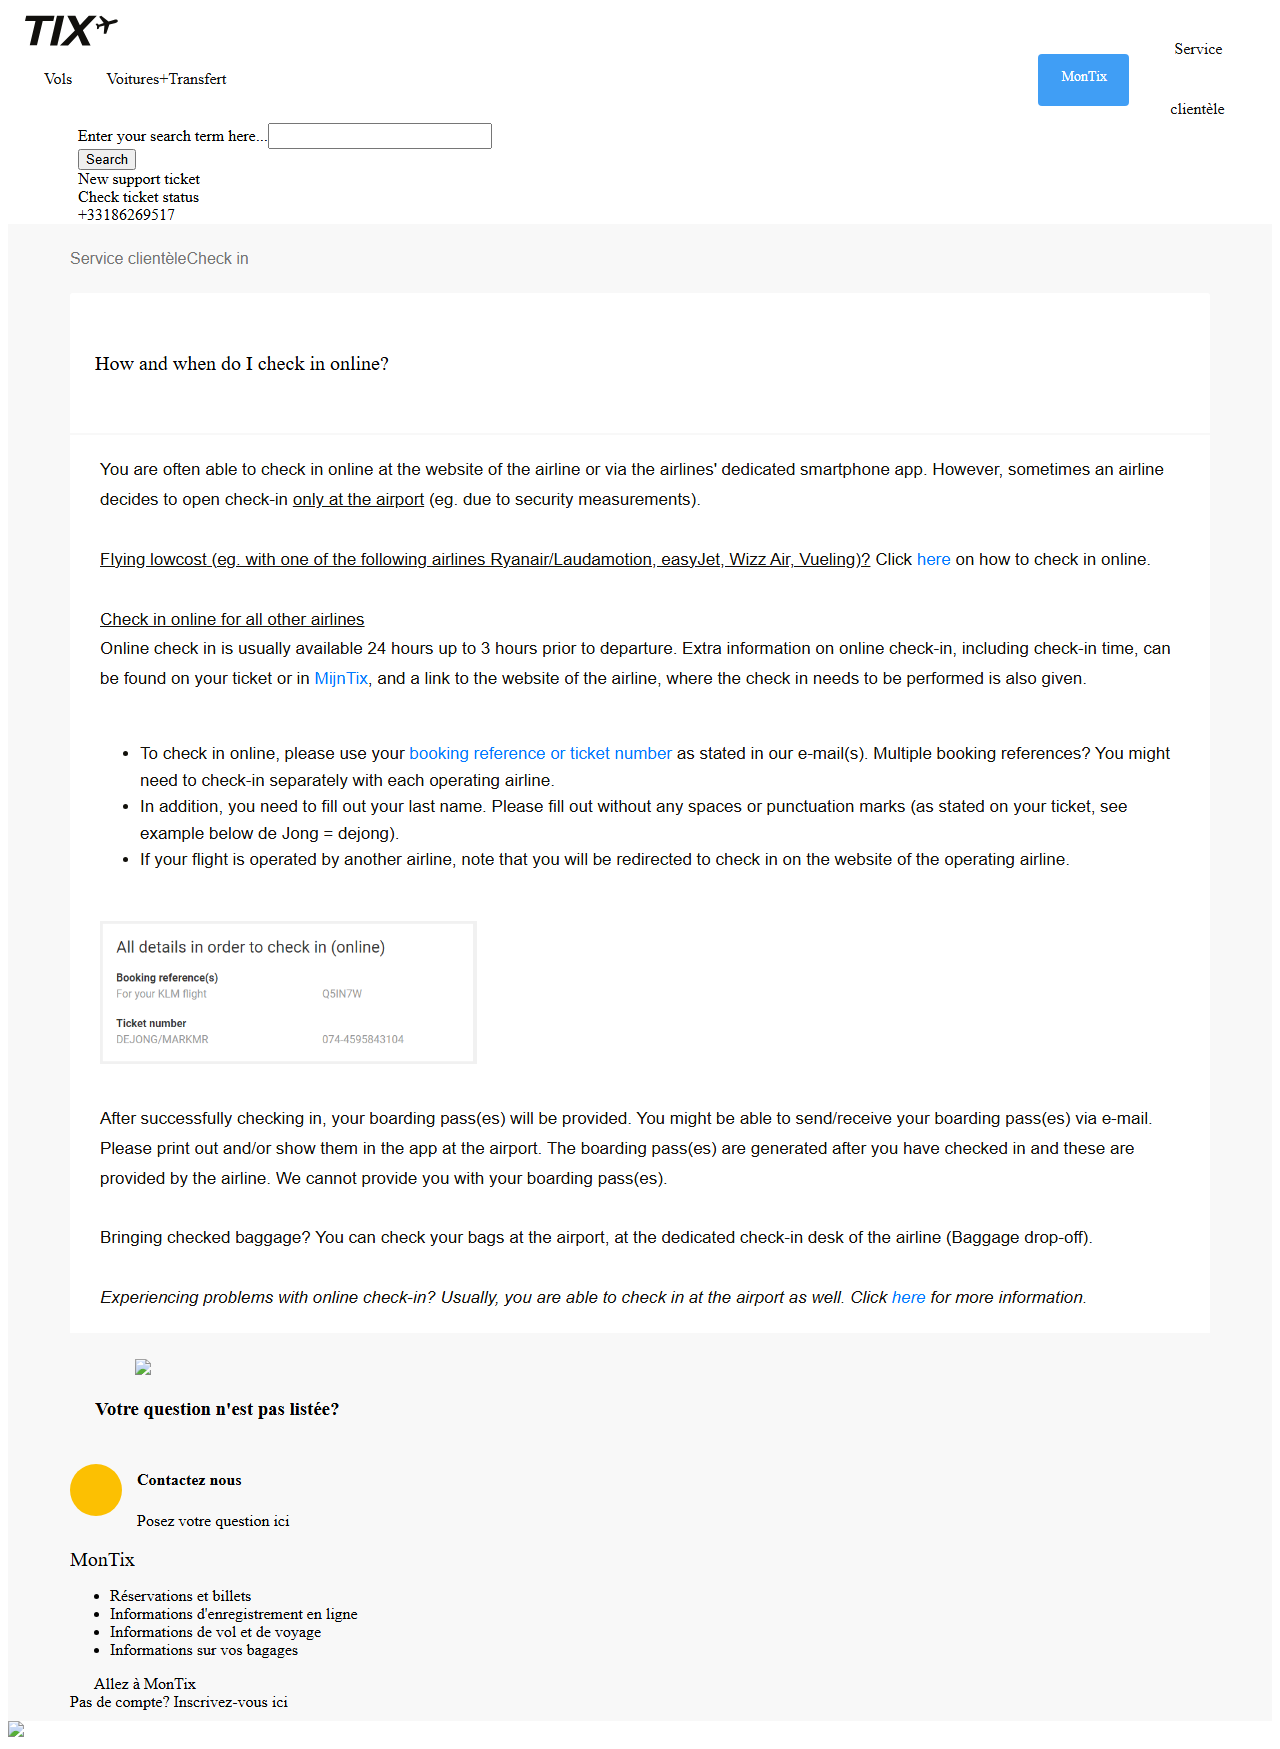 TIX
Vols Voitures+Transfert
MonTix
Service
clientèle
Enter your search term here...
Search
New support ticket
Check ticket status
+33186269517
Service clientèleCheck in
How and when do I check in online?
You are often able to check in online at the website of the airline or via the airlines' dedicated smartphone app. However, sometimes an airline
decides to open check-in only at the airport (eg. due to security measurements).
Flying lowcost (eg. with one of the following airlines Ryanair/Laudamotion, easyJet, Wizz Air, Vueling)? Click here on how to check in online.
Check in online for all other airlines
Online check in is usually available 24 hours up to 3 hours prior to departure. Extra information on online check-in, including check-in time, can
be found on your ticket or in MijnTix, and a link to the website of the airline, where the check in needs to be performed is also given.
• To check in online, please use your booking reference or ticket number as stated in our e-mail(s). Multiple booking references? You might
need to check-in separately with each operating airline.
• In addition, you need to fill out your last name. Please fill out without any spaces or punctuation marks (as stated on your ticket, see
example below de Jong = dejong).
• If your flight is operated by another airline, note that you will be redirected to check in on the website of the operating airline.
All details in order to check in (online)
Booking reference(s)
For your KLM flight Q5IN7W
Ticket number
DEJONG/MARKMR 074-4595843104
After successfully checking in, your boarding pass(es) will be provided. You might be able to send/receive your boarding pass(es) via e-mail.
Please print out and/or show them in the app at the airport. The boarding pass(es) are generated after you have checked in and these are
provided by the airline. We cannot provide you with your boarding pass(es).
Bringing checked baggage? You can check your bags at the airport, at the dedicated check-in desk of the airline (Baggage drop-off).
Experiencing problems with online check-in? Usually, you are able to check in at the airport as well. Click here for more information.
Votre question n'est pas listée?
Contactez nous
Posez votre question ici
MonTix
• Réservations et billets
• Informations d'enregistrement en ligne
• Informations de vol et de voyage
• Informations sur vos bagages
Allez à MonTix
Pas de compte? Inscrivez-vous ici